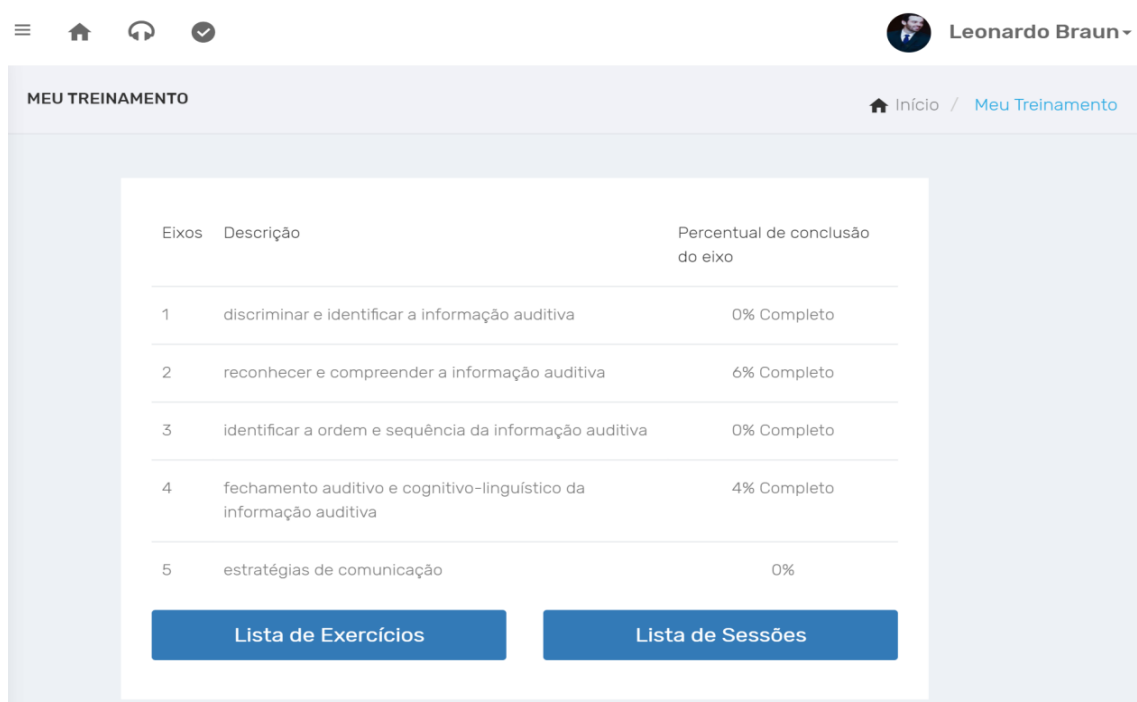 Leonardo Braun
MEU TREINAMENTO
Início / Meu Treinamento
Eixos Descrição Percentual de conclusão
do eixo
1 discriminar e identificar a informação auditiva 0% Completo
2 reconhecer e compreender a informação auditiva 6% Completo
3 identificar a ordem e sequência da informação auditiva 0% Completo
4 fechamento auditivo e cognitivo-linguístico da 4% Completo
informação auditiva
5 estratégias de comunicação 0%
Lista de Exercícios Lista de Sessões